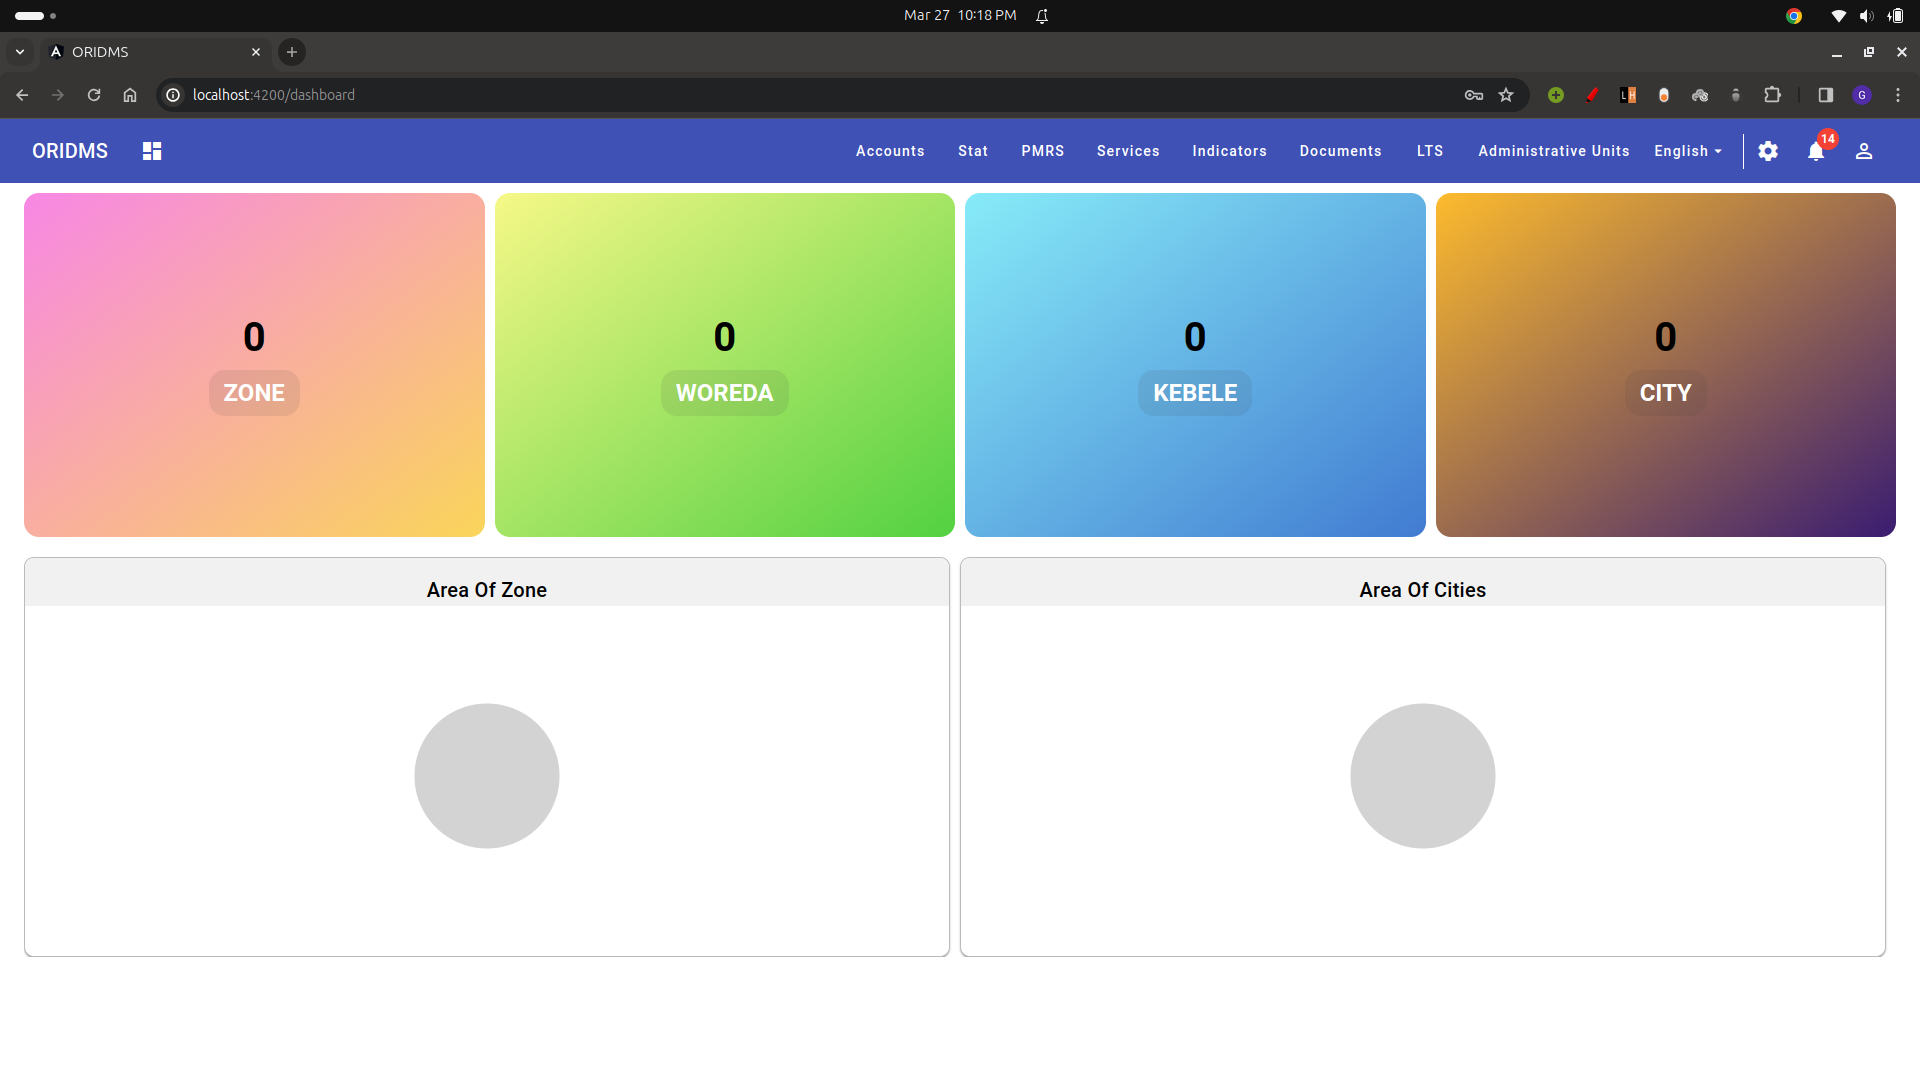 Mar 27 10:18 PM
ORIDMS
localhost:4200/dashboard
L H
G
ORIDMS Accounts Stat PMRS Services Indicators Documents LTS Administrative Units English 14
0 0 0 0
ZONE WOREDA KEBELE CITY
Area Of Zone Area Of Cities